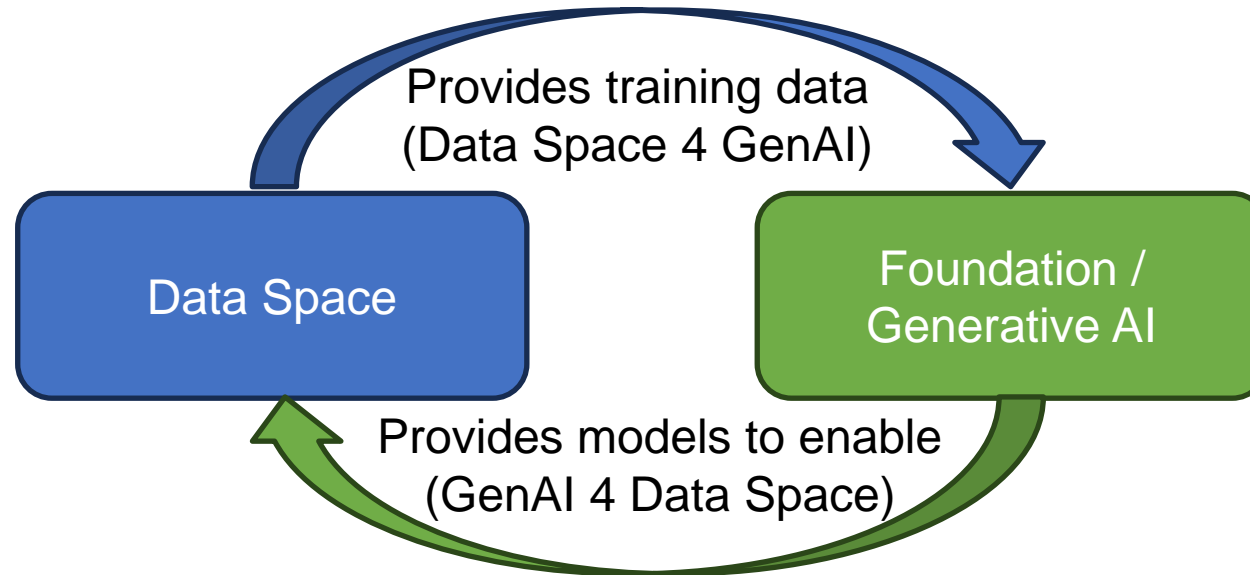 Provides training data
(Data Space 4 GenAI)
Data Space
Foundation /
Generative AI
Provides models to enable
(GenAI 4 Data Space)